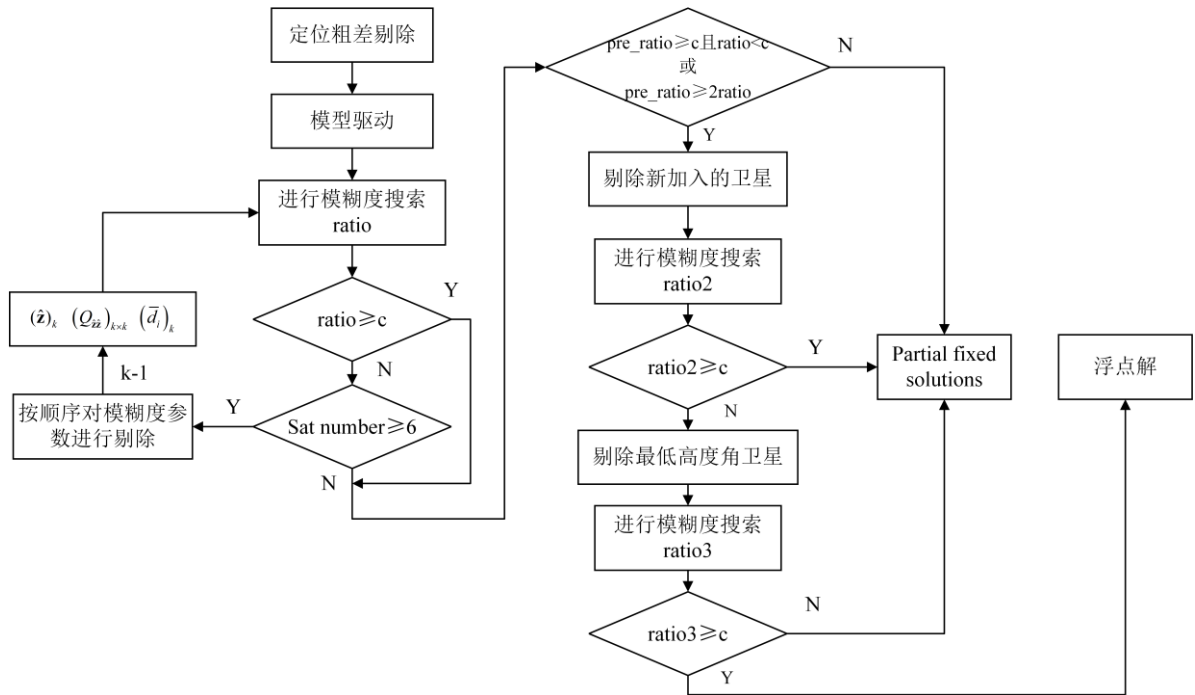 定位粗差剔除
模型驱动
进行模糊度搜索
ratio
ratio≥c
Y
N
Sat number≥6
Y
N
按顺序对模糊度参
数进行剔除
k-1
(ẑ)ₖ (Q_ẑẑ)ₖ×ₖ (d̄ᵢ)ₖ
pre_ratio≥c且ratio<c
或
pre_ratio≥2ratio
N
Y
剔除新加入的卫星
进行模糊度搜索
ratio2
ratio2≥c
Y
N
剔除最低高度角卫星
进行模糊度搜索
ratio3
ratio3≥c
N
Y
Partial fixed
solutions
浮点解